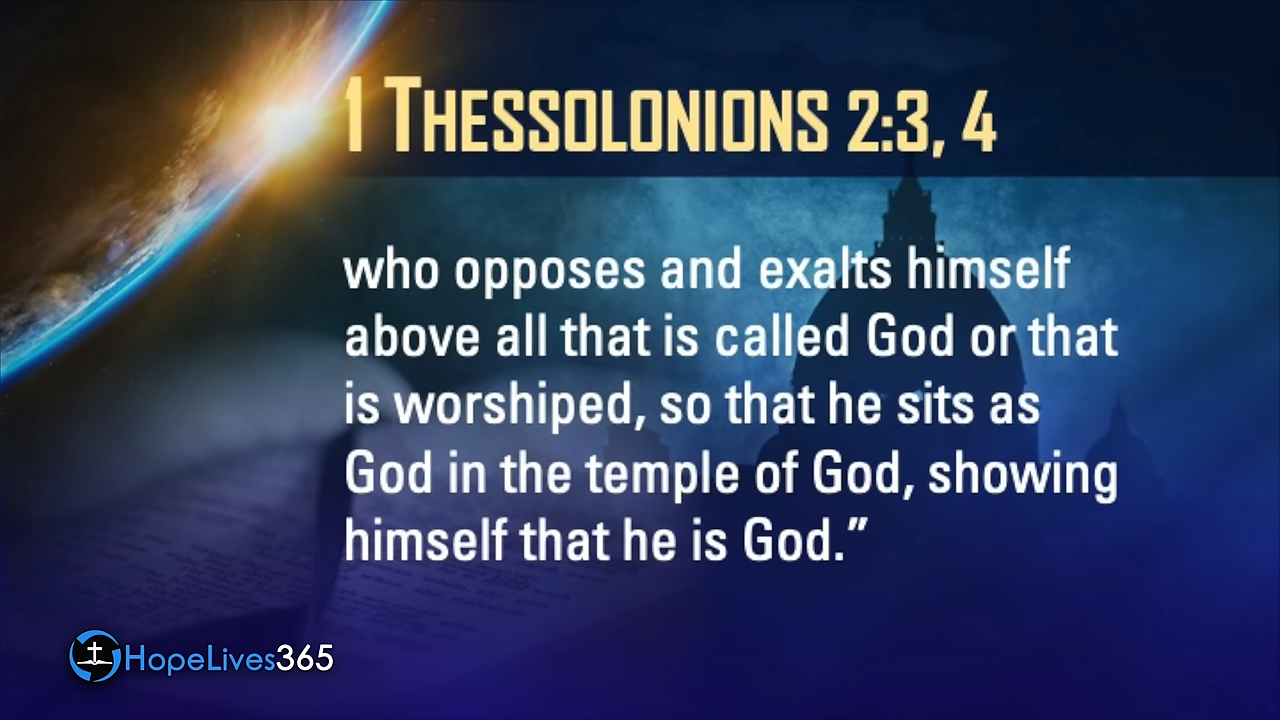 1 THESSOLONIONS 2:3, 4
who opposes and exalts himself
above all that is called God or that
is worshiped, so that he sits as
God in the temple of God, showing
himself that he is God.”
HopeLives365